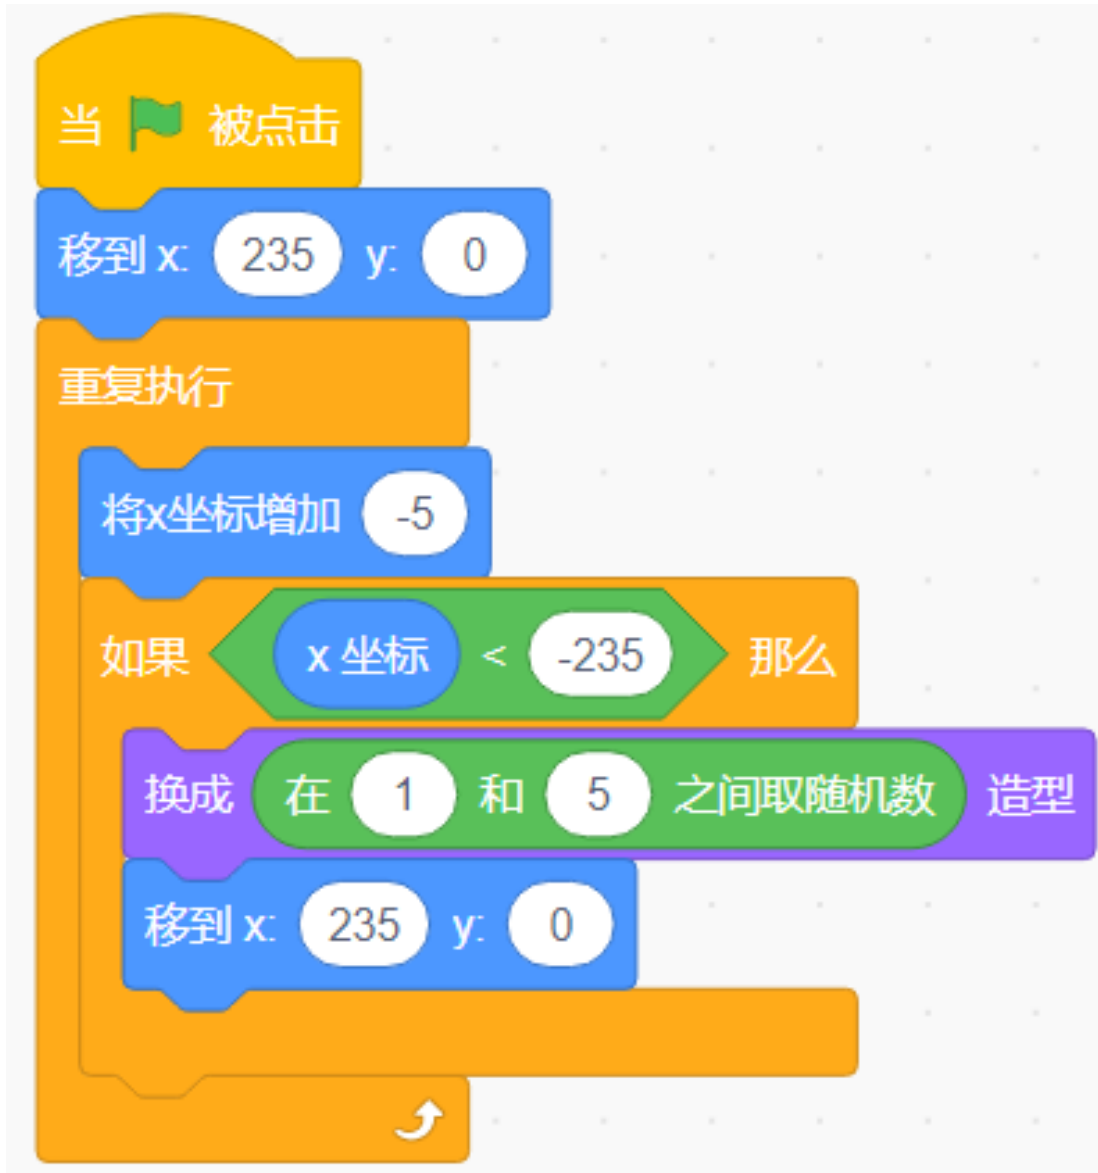 当 被点击
移到 x: 235 y: 0
重复执行
将x坐标增加 -5
如果 x 坐标 < -235 那么
换成 在 1 和 5 之间取随机数 造型
移到 x: 235 y: 0